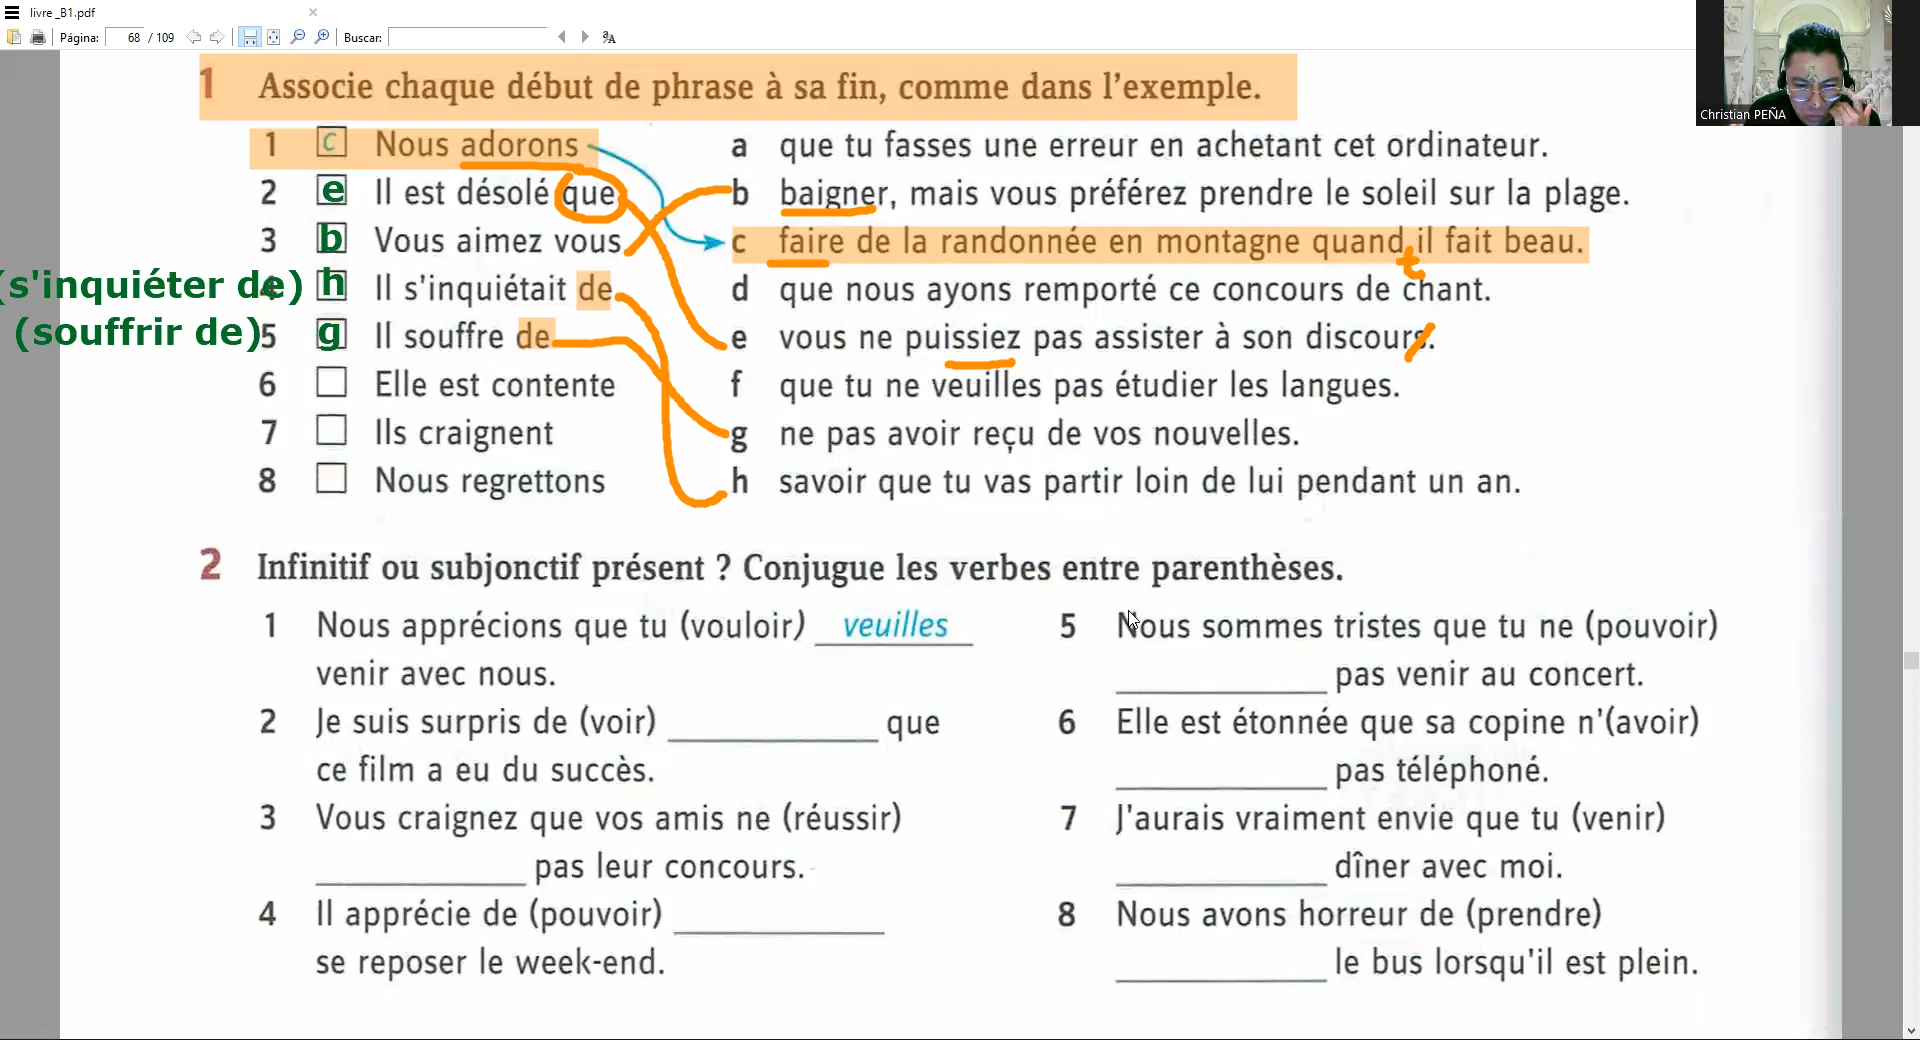 livre_B1.pdf
Página: 68 / 109 Buscar:
Christian PEÑA
1 Associe chaque début de phrase à sa fin, comme dans l'exemple.
1 c Nous adorons
2 e Il est désolé que
3 b Vous aimez vous
(s'inquiéter de) 4 h Il s'inquiétait de
(souffrir de) 5 g Il souffre de
6 Elle est contente
7 Ils craignent
8 Nous regrettons
a que tu fasses une erreur en achetant cet ordinateur.
b baigner, mais vous préférez prendre le soleil sur la plage.
c faire de la randonnée en montagne quand il fait beau.
t
d que nous ayons remporté ce concours de chant.
e vous ne puissiez pas assister à son discours.
f que tu ne veuilles pas étudier les langues.
g ne pas avoir reçu de vos nouvelles.
h savoir que tu vas partir loin de lui pendant un an.
2 Infinitif ou subjonctif présent ? Conjugue les verbes entre parenthèses.
1 Nous apprécions que tu (vouloir) veuilles
venir avec nous.
2 Je suis surpris de (voir) ____________ que
ce film a eu du succès.
3 Vous craignez que vos amis ne (réussir)
____________ pas leur concours.
4 Il apprécie de (pouvoir) ____________
se reposer le week-end.
5 Nous sommes tristes que tu ne (pouvoir)
____________ pas venir au concert.
6 Elle est étonnée que sa copine n'(avoir)
____________ pas téléphoné.
7 J'aurais vraiment envie que tu (venir)
____________ dîner avec moi.
8 Nous avons horreur de (prendre)
____________ le bus lorsqu'il est plein.